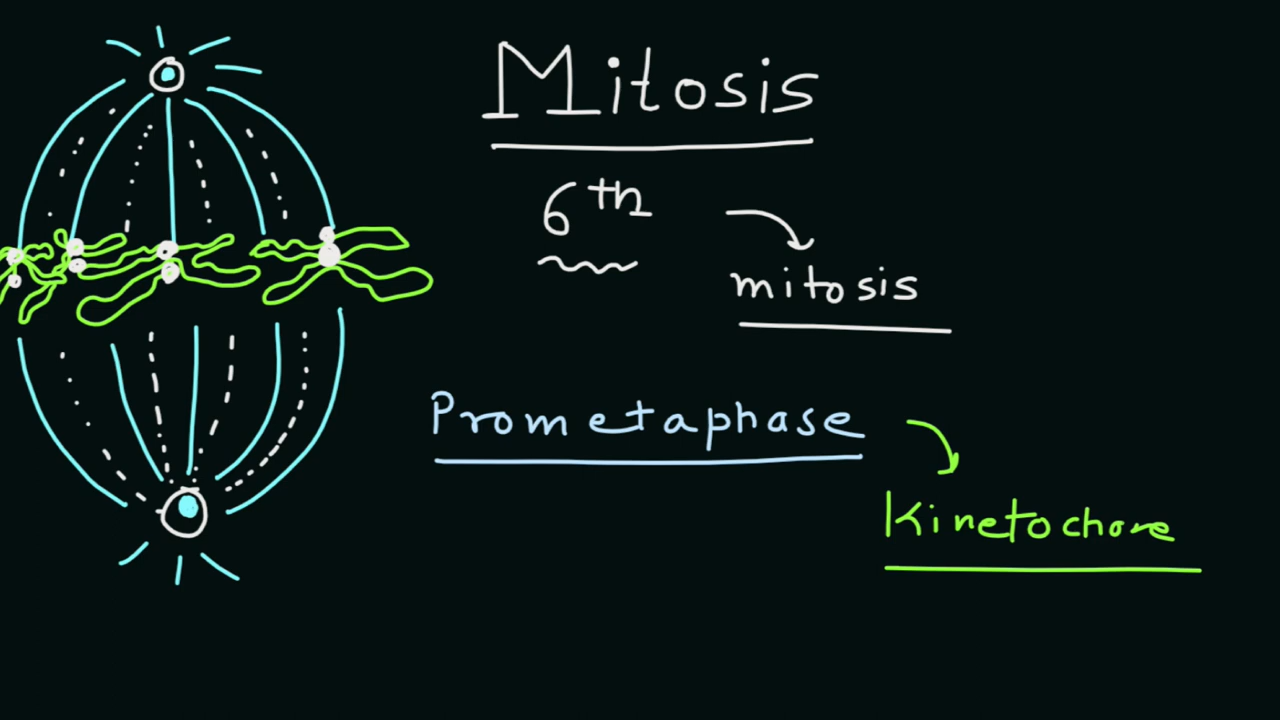 Mitosis
6th
mitosis
Prometaphase
Kinetochore